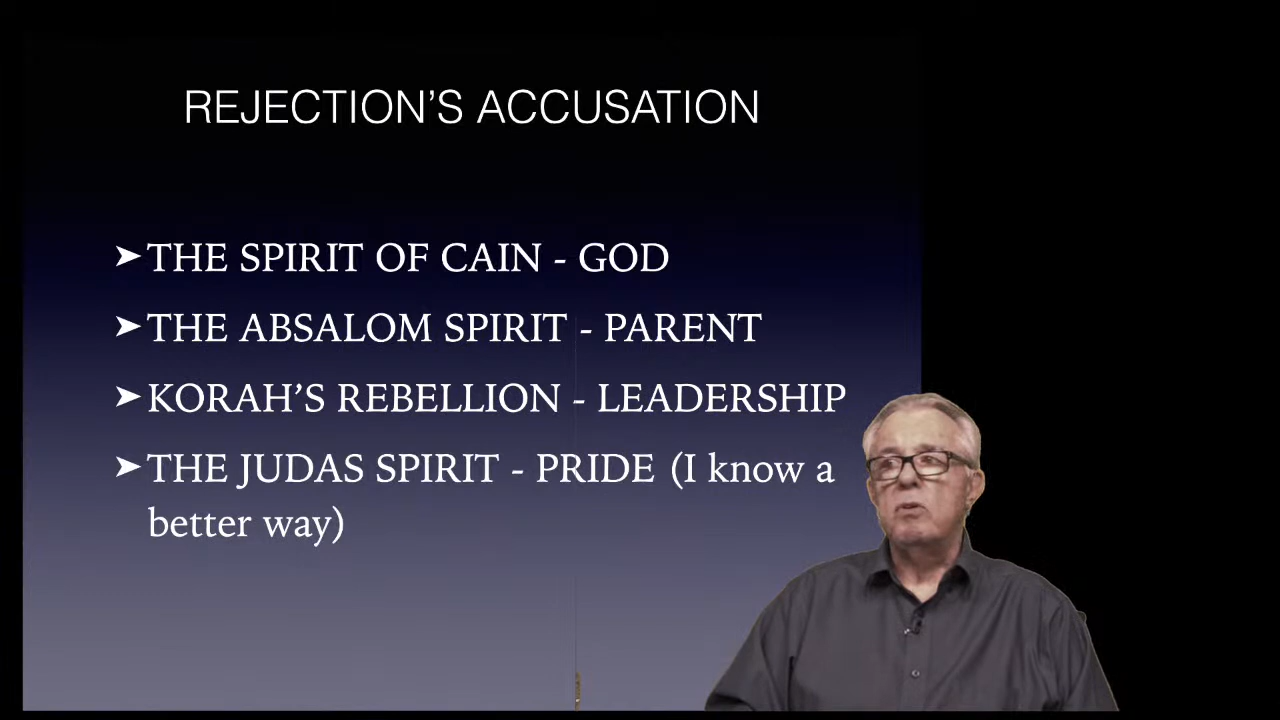 REJECTION’S ACCUSATION
➤THE SPIRIT OF CAIN - GOD
➤THE ABSALOM SPIRIT - PARENT
➤KORAH’S REBELLION - LEADERSHIP
➤THE JUDAS SPIRIT - PRIDE (I know a
better way)